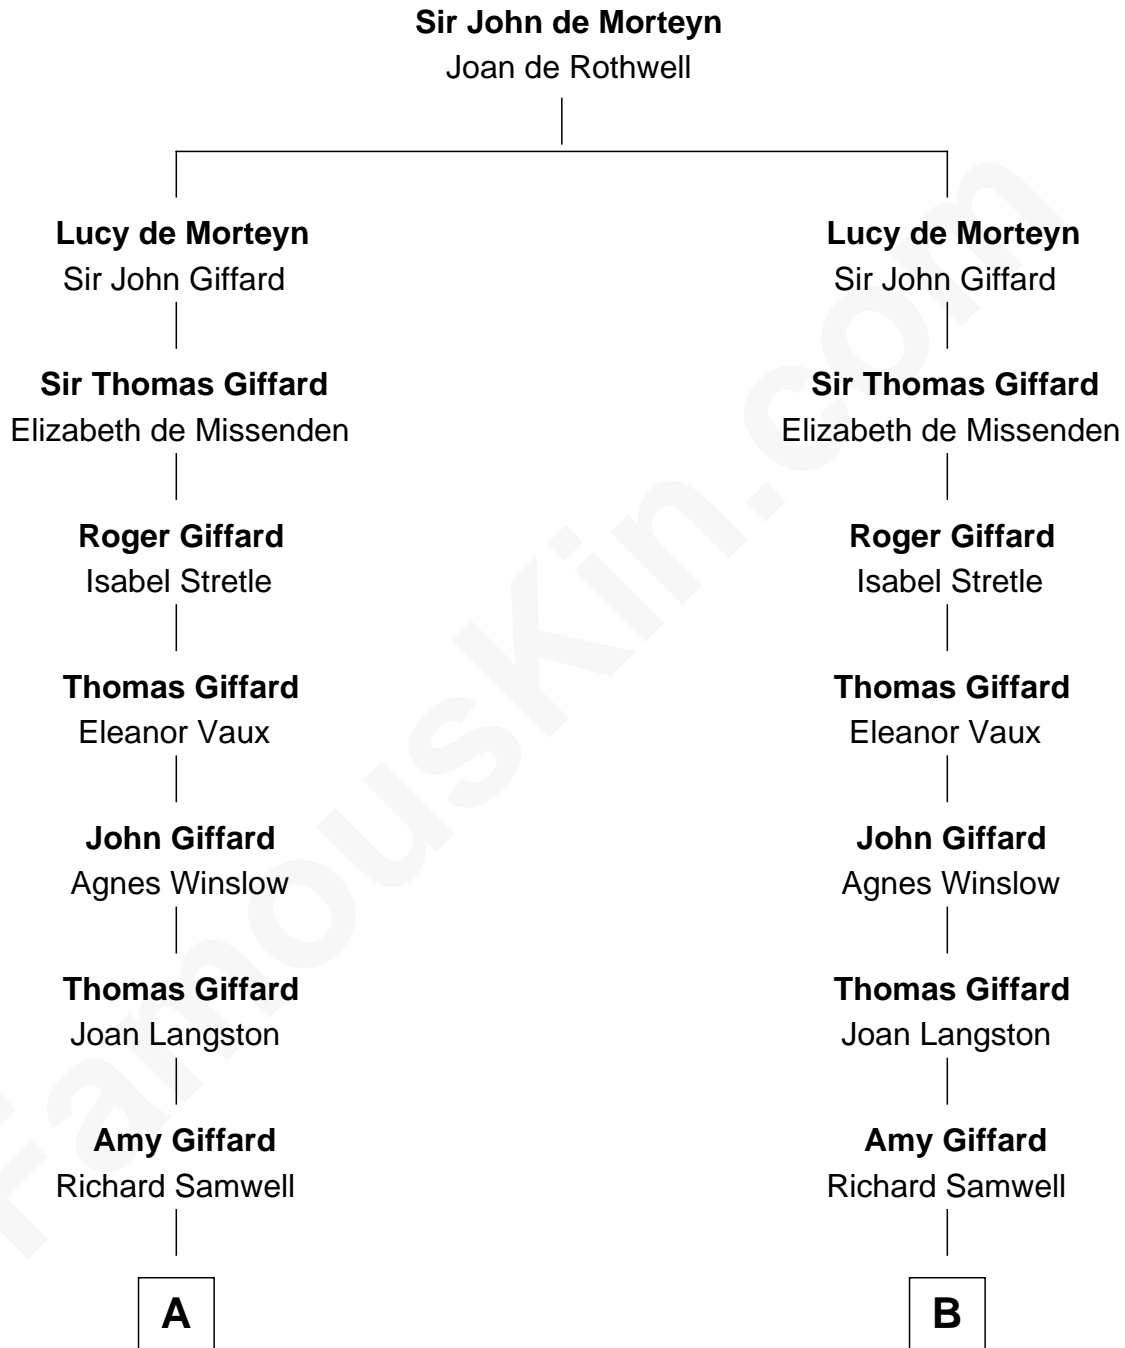 Sir John de Morteyn
Joan de Rothwell
Lucy de Morteyn
Sir John Giffard
Sir Thomas Giffard
Elizabeth de Missenden
Roger Giffard
Isabel Stretle
Thomas Giffard
Eleanor Vaux
John Giffard
Agnes Winslow
Thomas Giffard
Joan Langston
Amy Giffard
Richard Samwell
A
Lucy de Morteyn
Sir John Giffard
Sir Thomas Giffard
Elizabeth de Missenden
Roger Giffard
Isabel Stretle
Thomas Giffard
Eleanor Vaux
John Giffard
Agnes Winslow
Thomas Giffard
Joan Langston
Amy Giffard
Richard Samwell
B
FamousKin.com